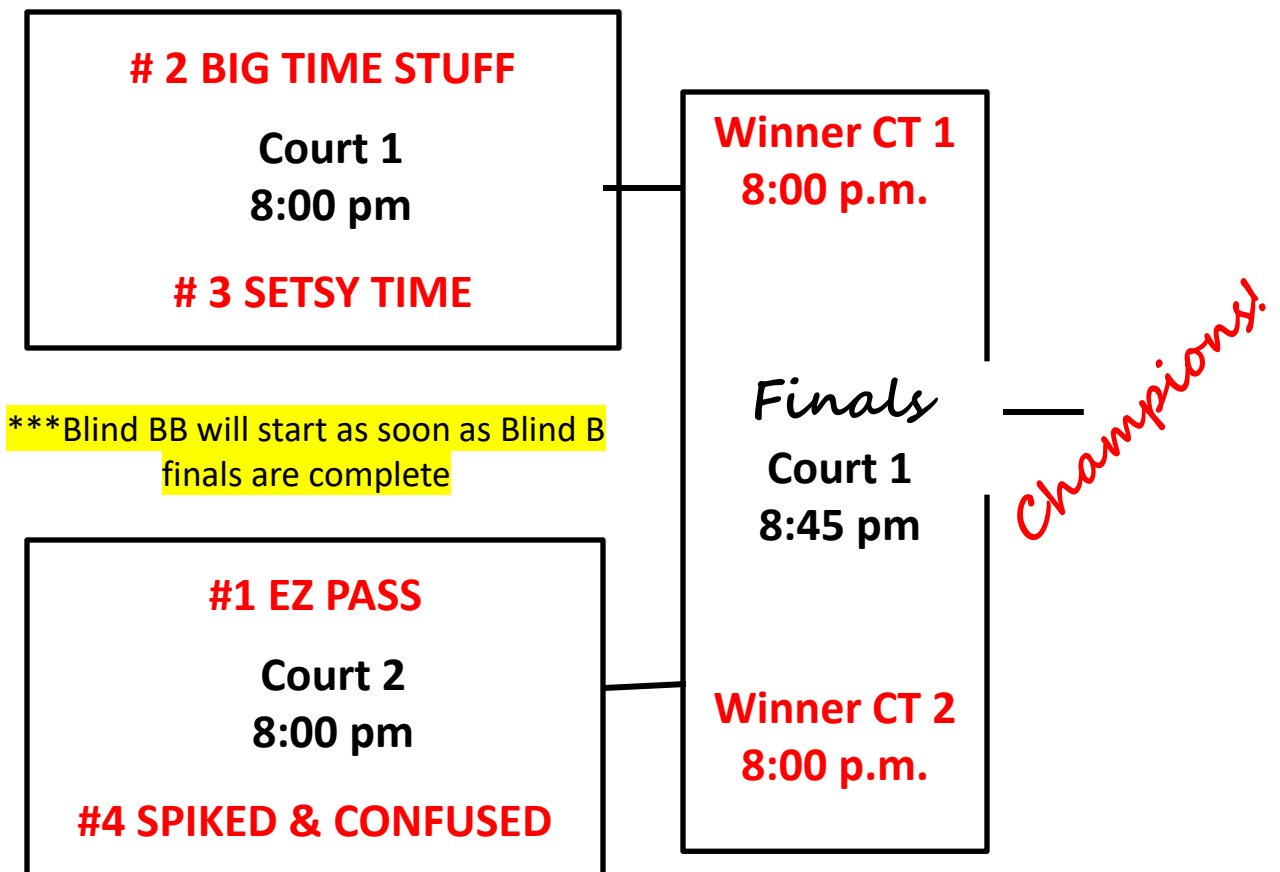 # 2 BIG TIME STUFF
Court 1
8:00 pm
# 3 SETSY TIME
***Blind BB will start as soon as Blind B
finals are complete
#1 EZ PASS
Court 2
8:00 pm
#4 SPIKED & CONFUSED
Winner CT 1
8:00 p.m.
Finals
Court 1
8:45 pm
Winner CT 2
8:00 p.m.
Champions!